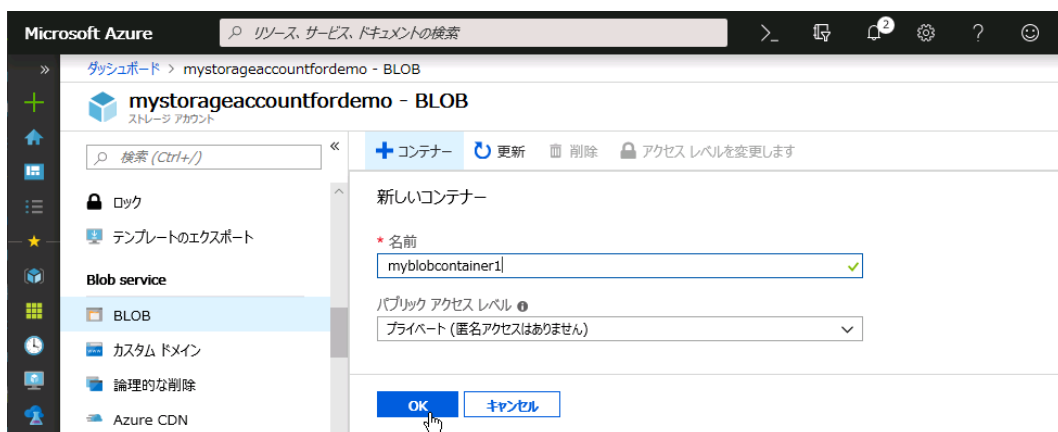 Microsoft Azure
リソース、サービス、ドキュメントの検索
2
ダッシュボード > mystorageaccountfordemo - BLOB
mystorageaccountfordemo - BLOB
ストレージ アカウント
検索 (Ctrl+/)
コンテナー
更新
削除
アクセス レベルを変更します
ロック
テンプレートのエクスポート
Blob service
BLOB
カスタム ドメイン
論理的な削除
Azure CDN
新しいコンテナー
* 名前
myblobcontainer1
パブリック アクセス レベル
プライベート (匿名アクセスはありません)
OK
キャンセル